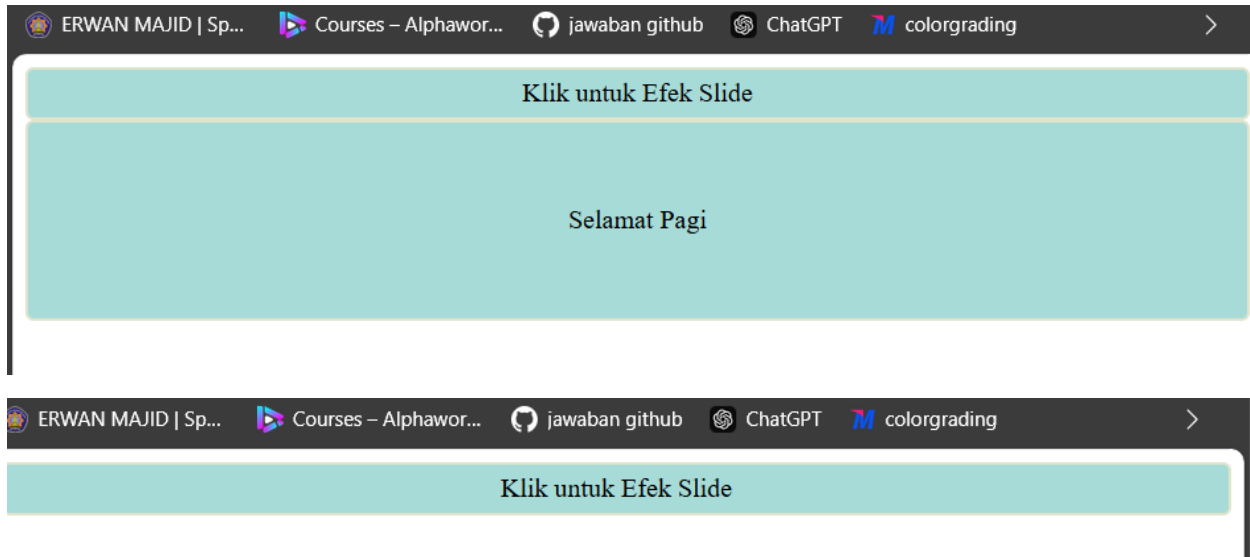 ERWAN MAJID | Sp... Courses – Alphawor... jawaban github ChatGPT colorgrading
Klik untuk Efek Slide
Selamat Pagi
ERWAN MAJID | Sp... Courses – Alphawor... jawaban github ChatGPT colorgrading
Klik untuk Efek Slide